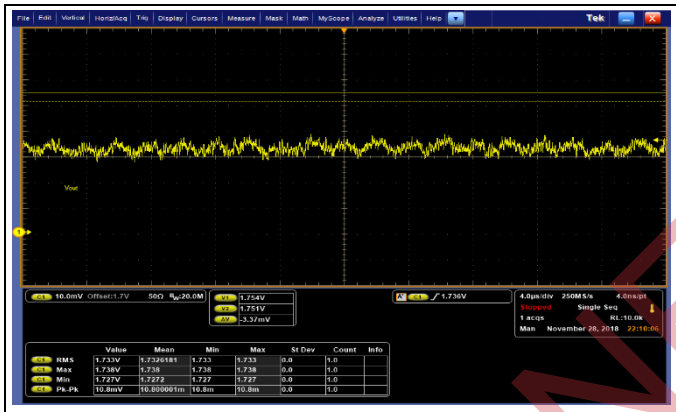 File Edit Vertical Horiz/Acq Trig Display Cursors Measure Mask Math MyScope Analyze Utilities Help Tek
Vout
1
C1 10.0mV Offset:1.7V 50Ω BW:20.0M
V1 1.754V
V2 1.751V
ΔV -3.37mV
A' C1 1.736V
4.0µs/div 250MS/s 4.0ns/pt
Stopped Single Seq
1 acqs RL:10.0k
Man November 28, 2018 22:10:06
Value Mean Min Max St Dev Count Info
C1 RMS 1.733V 1.7326181 1.733 1.733 0.0 1.0
C1 Max 1.738V 1.738 1.738 1.738 0.0 1.0
C1 Min 1.727V 1.7272 1.727 1.727 0.0 1.0
C1 Pk-Pk 10.8mV 10.800001m 10.8m 10.8m 0.0 1.0